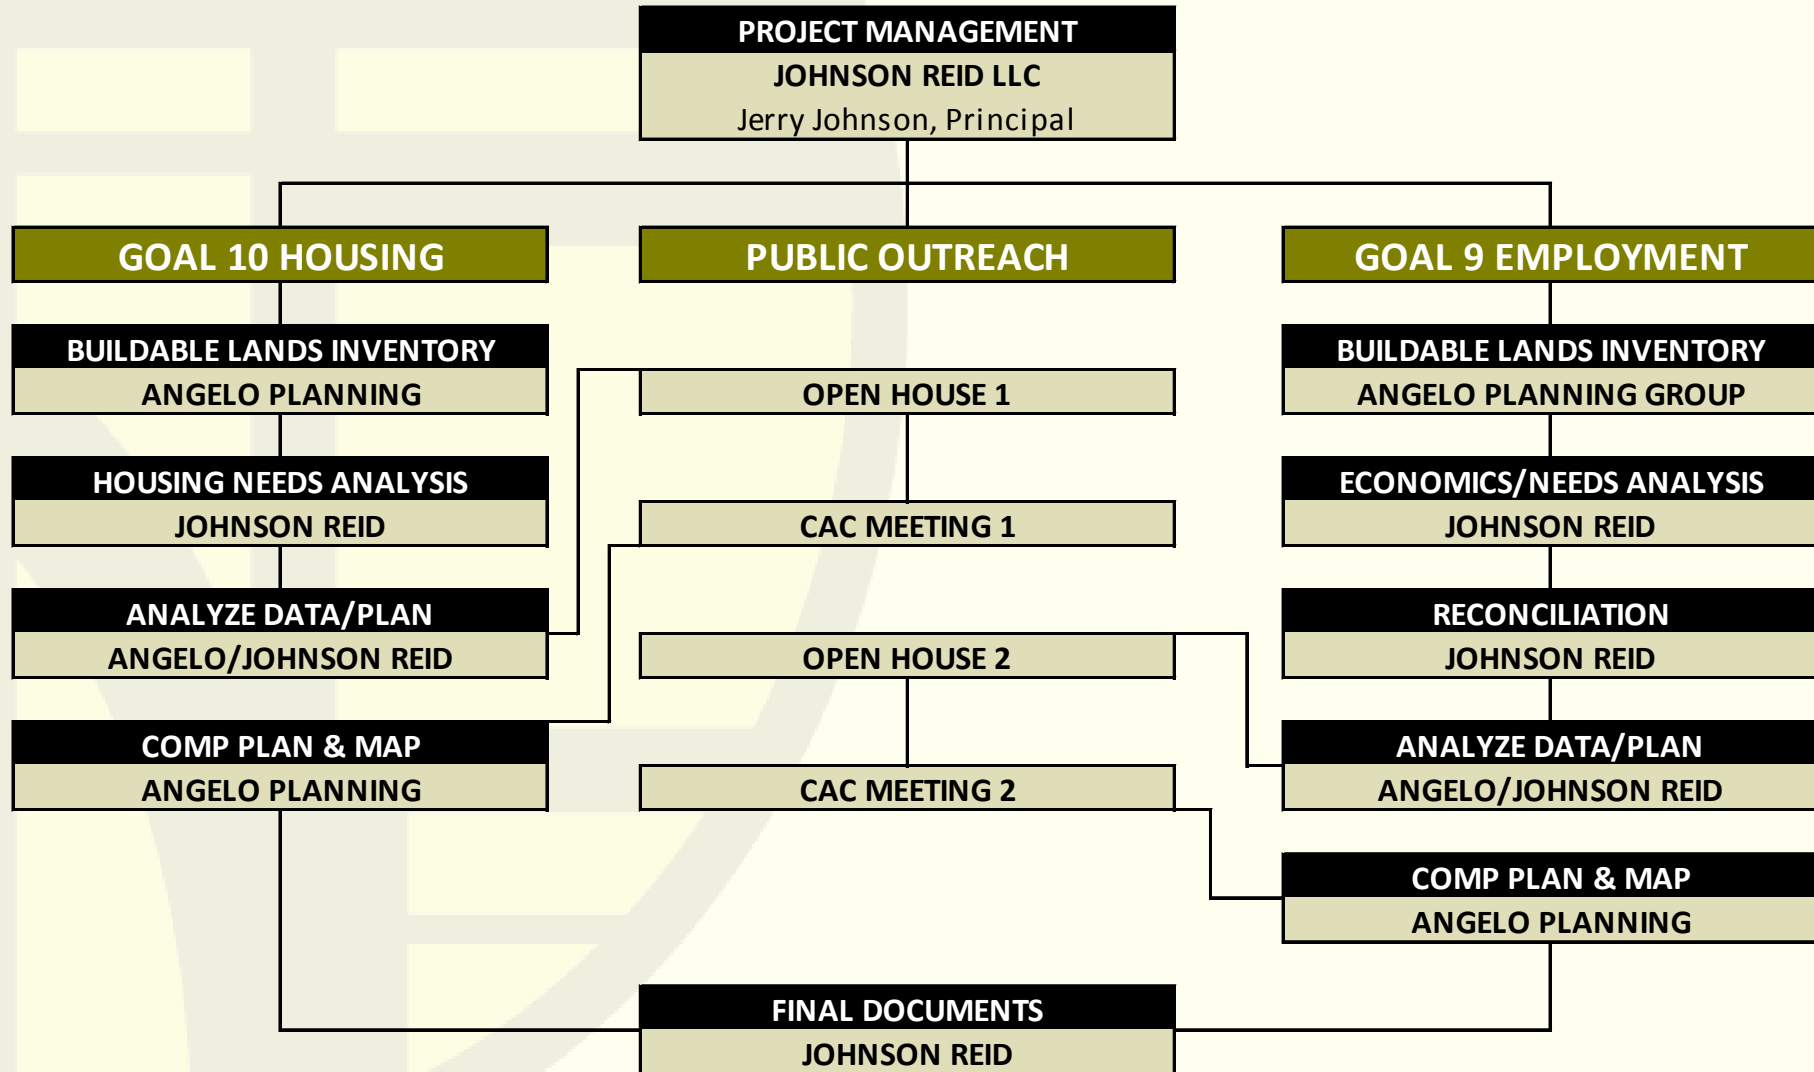 PROJECT MANAGEMENT
JOHNSON REID LLC
Jerry Johnson, Principal
GOAL 10 HOUSING
BUILDABLE LANDS INVENTORY
ANGELO PLANNING
HOUSING NEEDS ANALYSIS
JOHNSON REID
ANALYZE DATA/PLAN
ANGELO/JOHNSON REID
COMP PLAN & MAP
ANGELO PLANNING
PUBLIC OUTREACH
OPEN HOUSE 1
CAC MEETING 1
OPEN HOUSE 2
CAC MEETING 2
GOAL 9 EMPLOYMENT
BUILDABLE LANDS INVENTORY
ANGELO PLANNING GROUP
ECONOMICS/NEEDS ANALYSIS
JOHNSON REID
RECONCILIATION
JOHNSON REID
ANALYZE DATA/PLAN
ANGELO/JOHNSON REID
COMP PLAN & MAP
ANGELO PLANNING
FINAL DOCUMENTS
JOHNSON REID